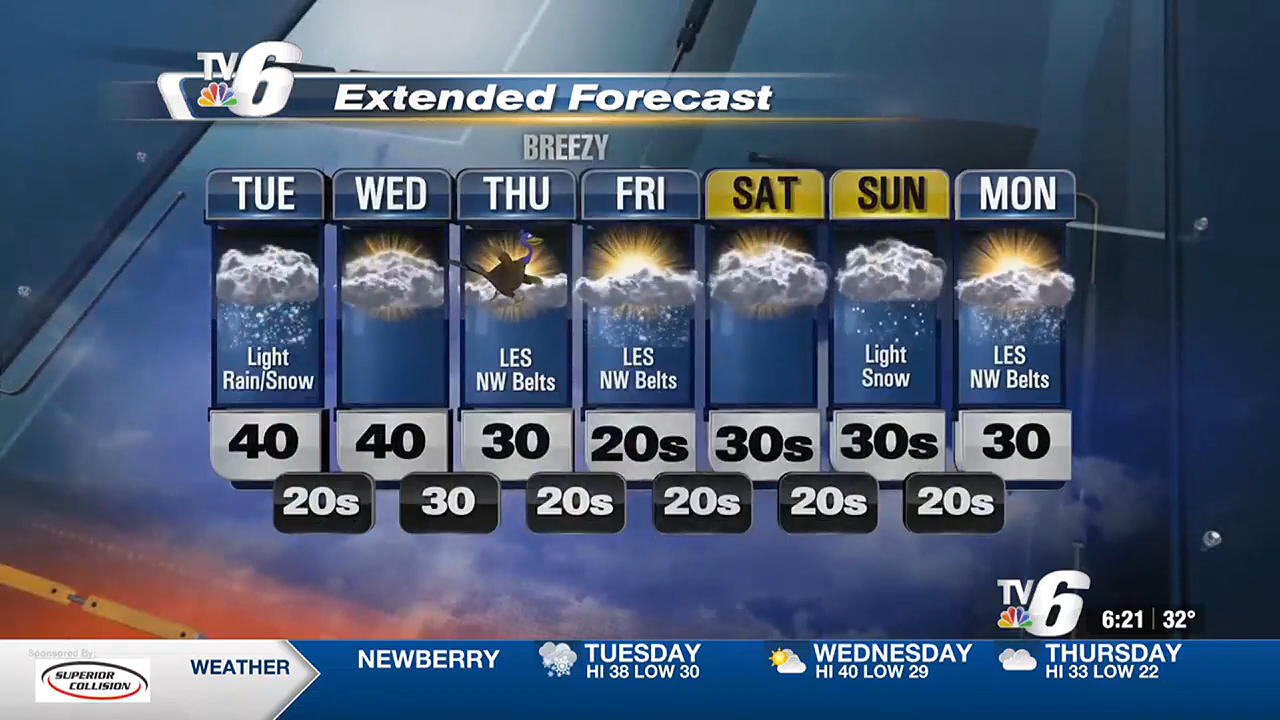 TV6
Extended Forecast
BREEZY
TUE WED THU FRI SAT SUN MON
Light
Rain/Snow
LES
NW Belts
LES
NW Belts
Light
Snow
LES
NW Belts
40 40 30 20s 30s 30s 30
20s 30 20s 20s 20s 20s
TV6
6:21 32°
Sponsored By:
SUPERIOR
COLLISION
WEATHER
NEWBERRY
TUESDAY
HI 38 LOW 30
WEDNESDAY
HI 40 LOW 29
THURSDAY
HI 33 LOW 22